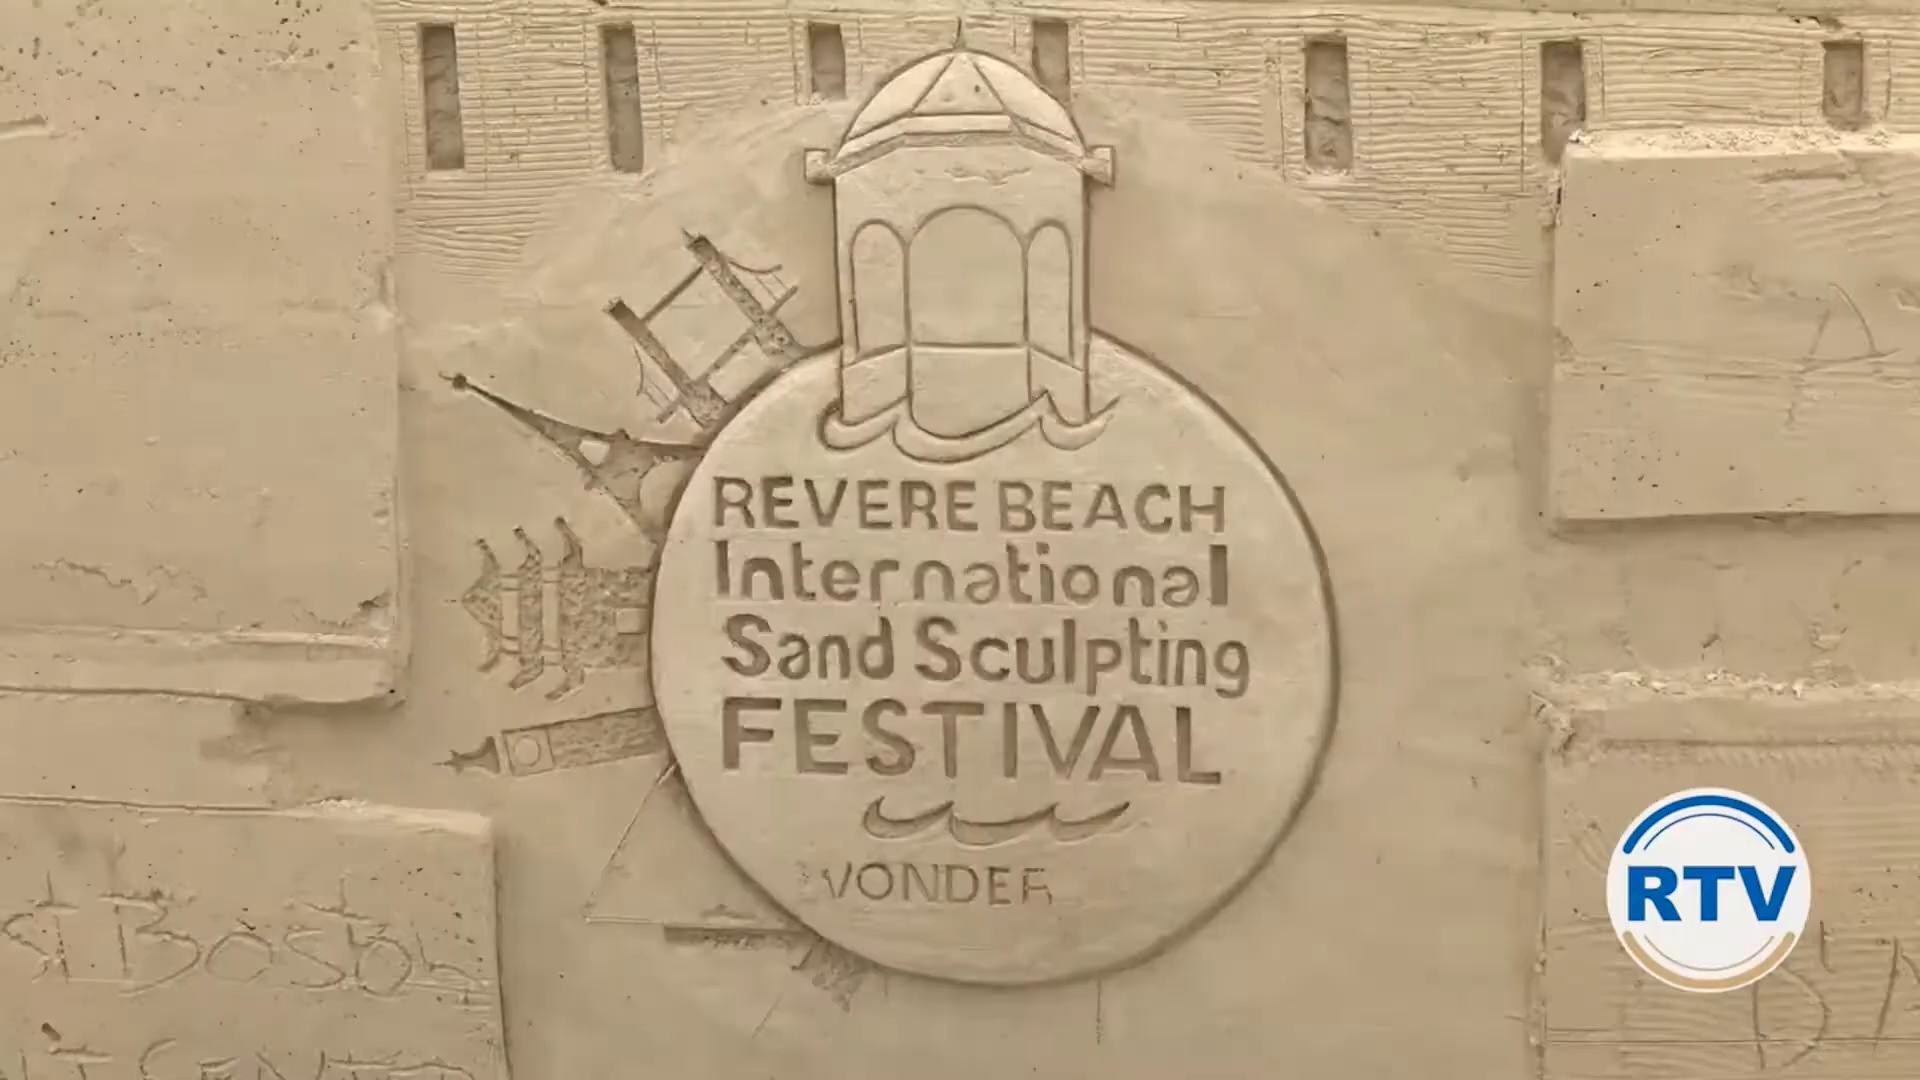 REVERE BEACH
International
Sand Sculpting
FESTIVAL
WONDER
RTV